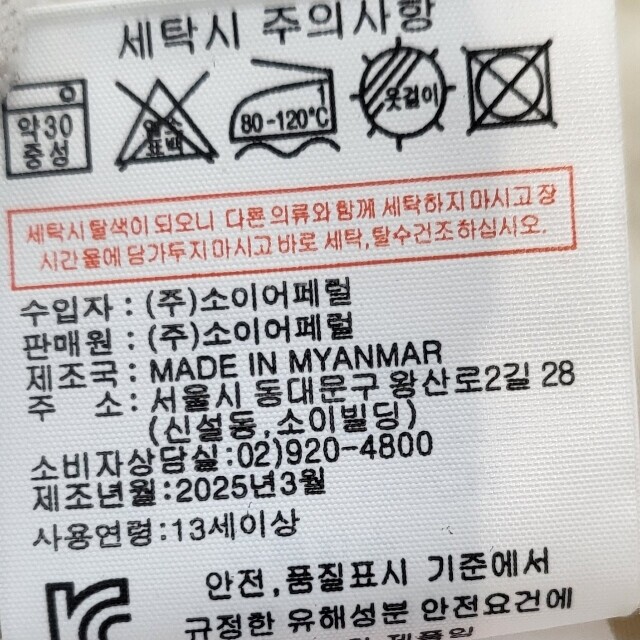 세탁시 주의사항
약30
중성
염소
표백
80-120°C
옷걸이
세탁시 탈색이 되오니 다른 의류와 함께 세탁하지 마시고 장
시간 물에 담가두지 마시고 바로 세탁,탈수건조 하십시오.
수입자 : (주)소이어페럴
판매원 : (주)소이어페럴
제조국 : MADE IN MYANMAR
주 소 : 서울시 동대문구 왕산로2길 28
(신설동,소이빌딩)
소비자상담실:02)920-4800
제조년월:2025년3월
사용연령:13세이상
안전,품질표시 기준에서
규정한 유해성분 안전요건에